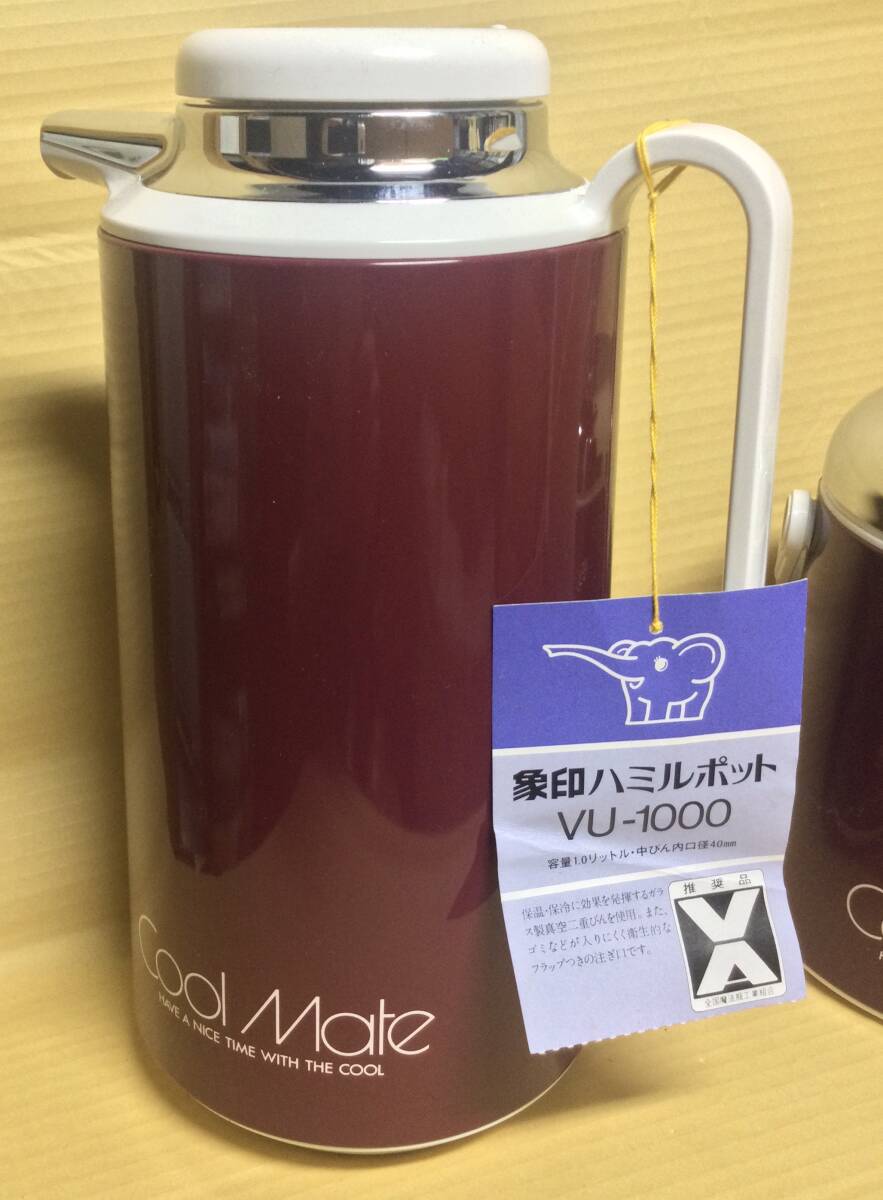 Cool Mate
HAVE A NICE TIME WITH THE COOL
象印ハミルポット
VU-1000
容量1.0リットル・中びん内口径40mm
保温・保冷に効果を発揮するガラ
ス製真空二重びんを使用。また、
ゴミなどが入りにくく衛生的な
フラップつきの注ぎ口です。
推奨品
VA
全国魔法瓶工業組合